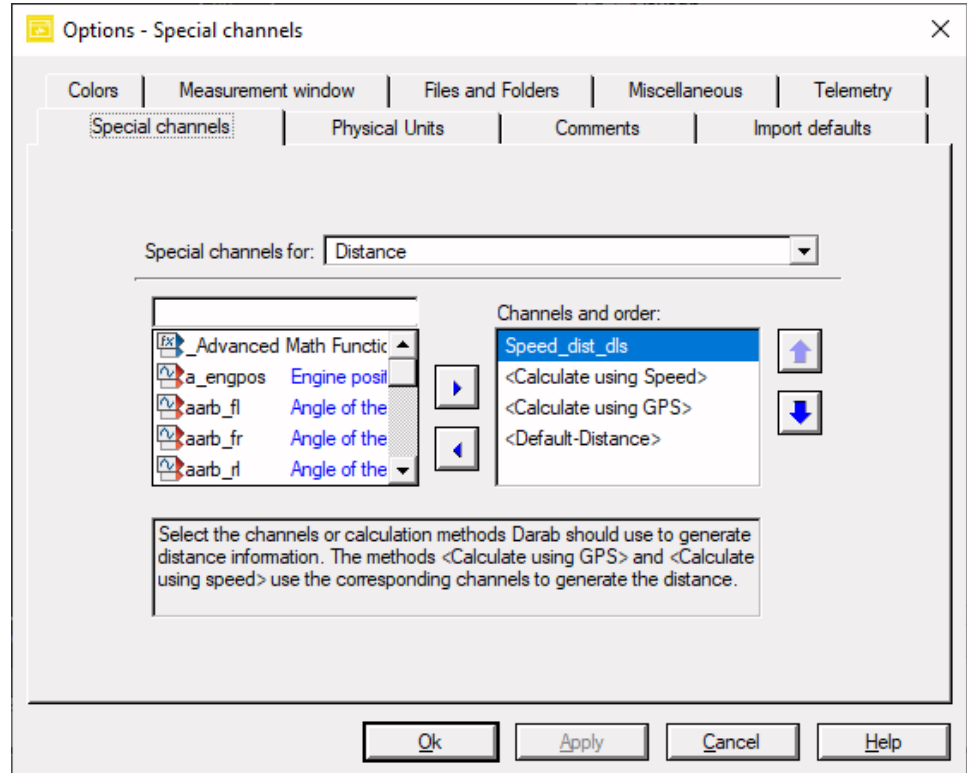 Options - Special channels
Colors
Measurement window
Files and Folders
Miscellaneous
Telemetry
Special channels
Physical Units
Comments
Import defaults
Special channels for:
Distance
Channels and order:
_Advanced Math Functic
a_engpos Engine posit
aarb_fl Angle of the
aarb_fr Angle of the
aarb_rl Angle of the
Speed_dist_dls
<Calculate using Speed>
<Calculate using GPS>
<Default-Distance>
Select the channels or calculation methods Darab should use to generate
distance information. The methods <Calculate using GPS> and <Calculate
using speed> use the corresponding channels to generate the distance.
Ok
Apply
Cancel
Help